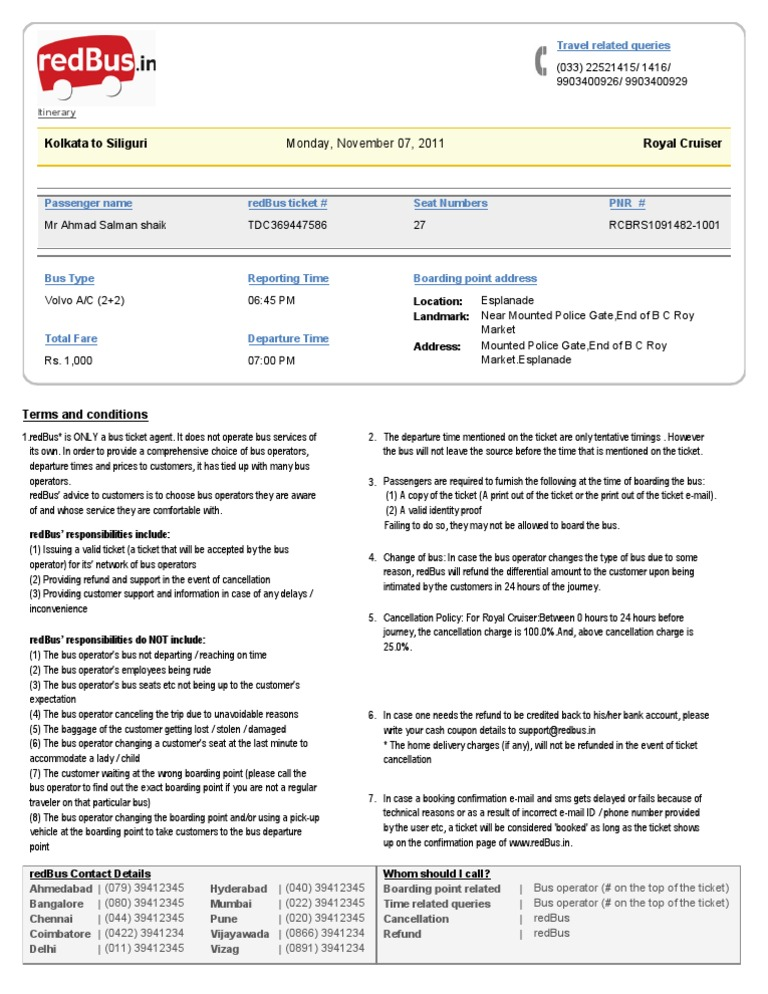 redBus.in
Travel related queries
(033) 22521415/ 1416/
9903400926/ 9903400929
Itinerary
Kolkata to Siliguri Monday, November 07, 2011 Royal Cruiser
Passenger name redBus ticket # Seat Numbers PNR #
Mr Ahmad Salman shaik TDC369447586 27 RCBRS1091482-1001
Bus Type Reporting Time Boarding point address
Volvo A/C (2+2) 06:45 PM Location: Esplanade
Landmark: Near Mounted Police Gate,End of B C Roy
Market
Total Fare Departure Time
Address: Mounted Police Gate,End of B C Roy
Rs. 1,000 07:00 PM Market.Esplanade
Terms and conditions
1.redBus* is ONLY a bus ticket agent. It does not operate bus services of
its own. In order to provide a comprehensive choice of bus operators,
departure times and prices to customers, it has tied up with many bus
operators.
redBus' advice to customers is to choose bus operators they are aware
of and whose service they are comfortable with.
redBus' responsibilities include:
(1) Issuing a valid ticket (a ticket that will be accepted by the bus
operator) for its' network of bus operators
(2) Providing refund and support in the event of cancellation
(3) Providing customer support and information in case of any delays /
inconvenience
redBus' responsibilities do NOT include:
(1) The bus operator's bus not departing / reaching on time
(2) The bus operator's employees being rude
(3) The bus operator's bus seats etc not being up to the customer's
expectation
(4) The bus operator canceling the trip due to unavoidable reasons
(5) The baggage of the customer getting lost / stolen / damaged
(6) The bus operator changing a customer's seat at the last minute to
accommodate a lady / child
(7) The customer waiting at the wrong boarding point (please call the
bus operator to find out the exact boarding point if you are not a regular
traveler on that particular bus)
(8) The bus operator changing the boarding point and/or using a pick-up
vehicle at the boarding point to take customers to the bus departure
point
2. The departure time mentioned on the ticket are only tentative timings . However
the bus will not leave the source before the time that is mentioned on the ticket.
3. Passengers are required to furnish the following at the time of boarding the bus:
(1) A copy of the ticket (A print out of the ticket or the print out of the ticket e-mail).
(2) A valid identity proof
Failing to do so, they may not be allowed to board the bus.
4. Change of bus: In case the bus operator changes the type of bus due to some
reason, redBus will refund the differential amount to the customer upon being
intimated by the customers in 24 hours of the journey.
5. Cancellation Policy: For Royal Cruiser:Between 0 hours to 24 hours before
journey, the cancellation charge is 100.0%.And, above cancellation charge is
25.0%.
6. In case one needs the refund to be credited back to his/her bank account, please
write your cash coupon details to support@redbus.in
* The home delivery charges (if any), will not be refunded in the event of ticket
cancellation
7. In case a booking confirmation e-mail and sms gets delayed or fails because of
technical reasons or as a result of incorrect e-mail ID / phone number provided
by the user etc, a ticket will be considered 'booked' as long as the ticket shows
up on the confirmation page of www.redBus.in.
redBus Contact Details
Ahmedabad | (079) 39412345 Hyderabad | (040) 39412345
Bangalore | (080) 39412345 Mumbai | (022) 39412345
Chennai | (044) 39412345 Pune | (020) 39412345
Coimbatore | (0422) 3941234 Vijayawada | (0866) 3941234
Delhi | (011) 39412345 Vizag | (0891) 3941234
Whom should I call?
Boarding point related | Bus operator (# on the top of the ticket)
Time related queries | Bus operator (# on the top of the ticket)
Cancellation | redBus
Refund | redBus